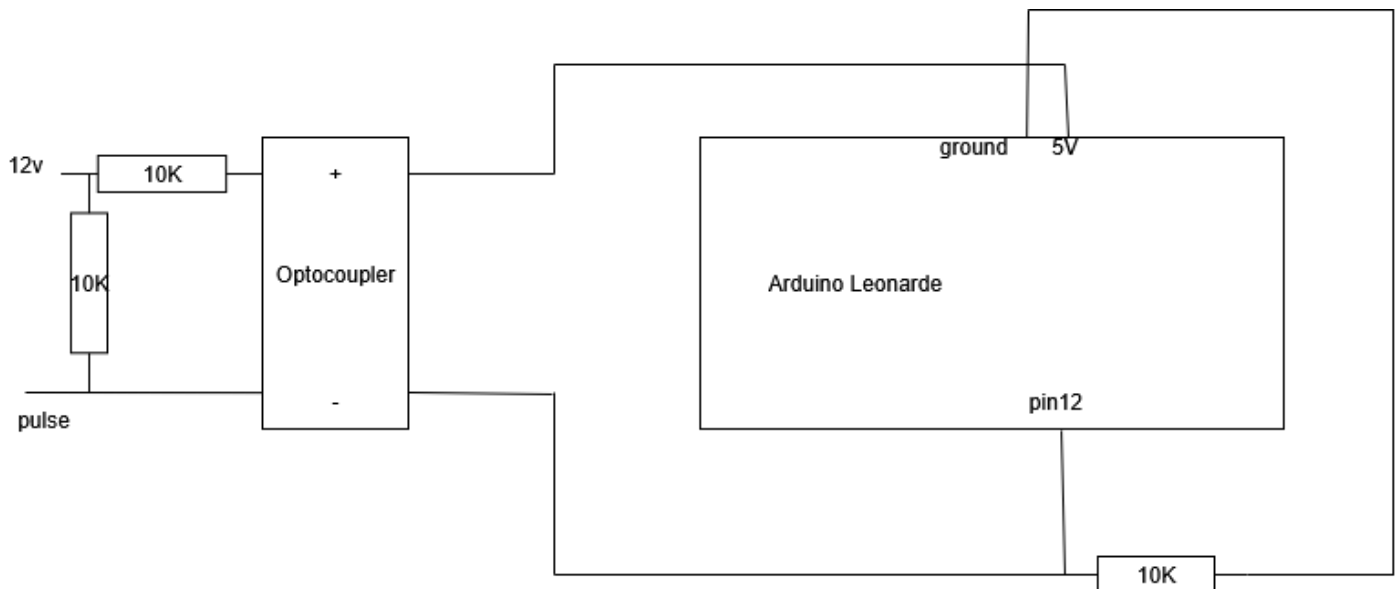 ground 5V
12v
10K
+
10K
Optocoupler
Arduino Leonarde
-
pin12
pulse
10K